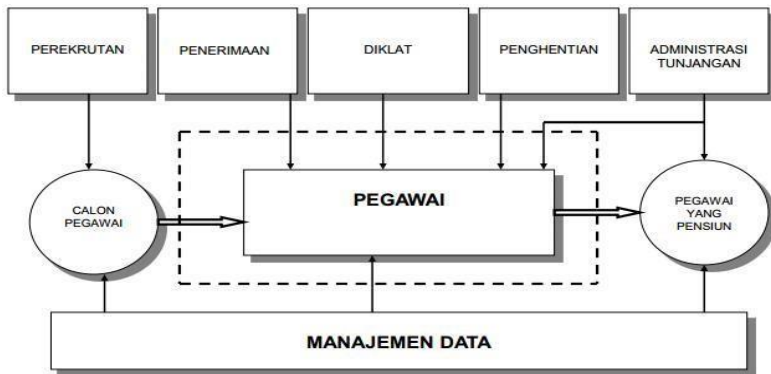 PEREKRUTAN
PENERIMAAN
DIKLAT
PENGHENTIAN
ADMINISTRASI
TUNJANGAN
CALON
PEGAWAI
PEGAWAI
PEGAWAI
YANG
PENSIUN
MANAJEMEN DATA